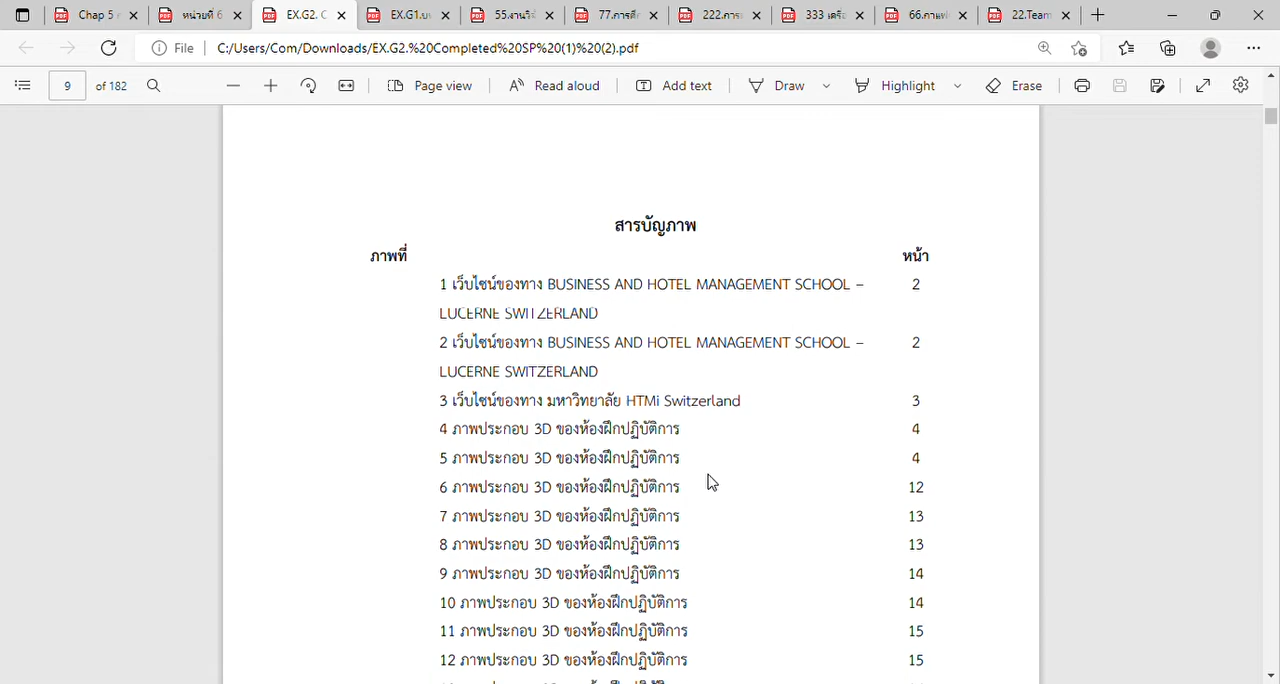 Chap 5
หน่วยที่ 6
EX.G2. C
EX.G1.
55.งานวิจั
77.การศึก
222.การ
333 เครื่
66.ภาพ
22.Team
File
C:/Users/Com/Downloads/EX.G2.%20Completed%20SP%20(1)%20(2).pdf
9 of 182
Page view
Read aloud
Add text
Draw
Highlight
Erase
สารบัญภาพ
ภาพที่ หน้า
1 เว็บไซน์ของทาง BUSINESS AND HOTEL MANAGEMENT SCHOOL – 2
LUCERNE SWITZERLAND
2 เว็บไซน์ของทาง BUSINESS AND HOTEL MANAGEMENT SCHOOL – 2
LUCERNE SWITZERLAND
3 เว็บไซน์ของทาง มหาวิทยาลัย HTMi Switzerland 3
4 ภาพประกอบ 3D ของห้องฝึกปฏิบัติการ 4
5 ภาพประกอบ 3D ของห้องฝึกปฏิบัติการ 4
6 ภาพประกอบ 3D ของห้องฝึกปฏิบัติการ 12
7 ภาพประกอบ 3D ของห้องฝึกปฏิบัติการ 13
8 ภาพประกอบ 3D ของห้องฝึกปฏิบัติการ 13
9 ภาพประกอบ 3D ของห้องฝึกปฏิบัติการ 14
10 ภาพประกอบ 3D ของห้องฝึกปฏิบัติการ 14
11 ภาพประกอบ 3D ของห้องฝึกปฏิบัติการ 15
12 ภาพประกอบ 3D ของห้องฝึกปฏิบัติการ 15